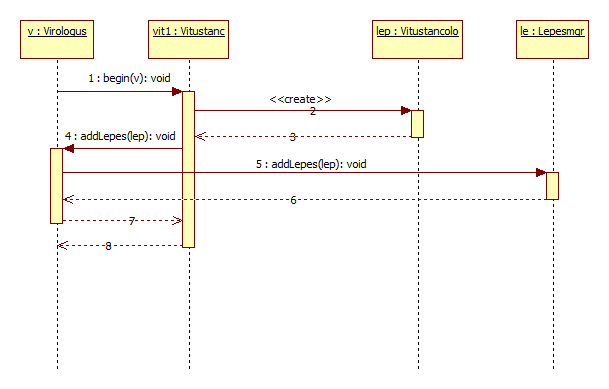 v : Virologus
vit1 : Vitustanc
lep : Vitustancolo
le : Lepesmgr
1 : begin(v): void
<<create>>
2
3
4 : addLepes(lep): void
5 : addLepes(lep): void
6
7
8